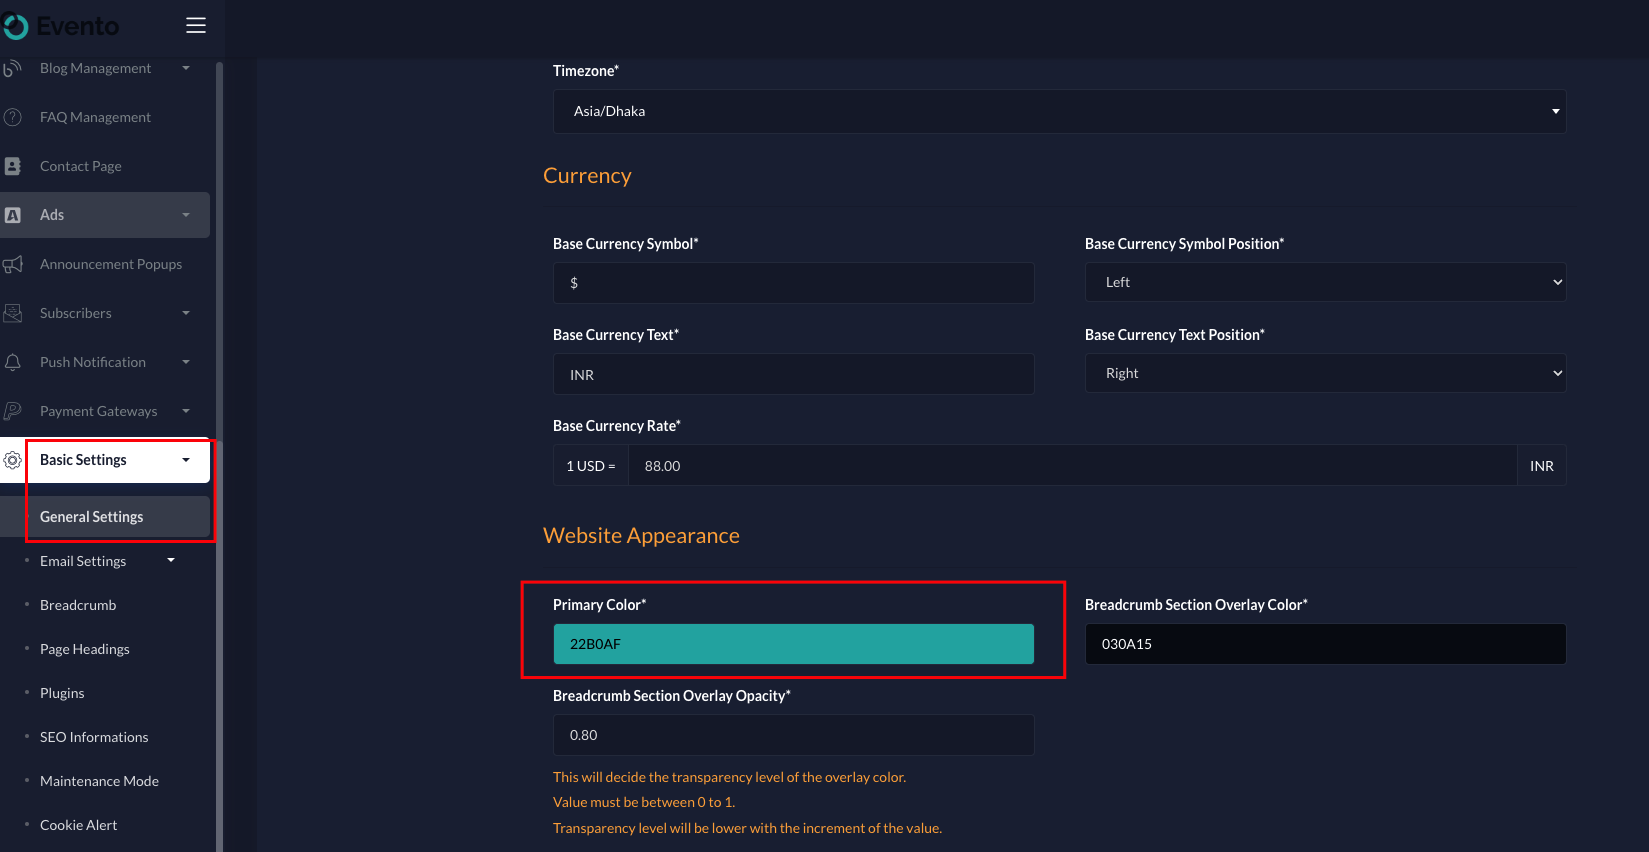 Evento
Blog Management
FAQ Management
Contact Page
Ads
Announcement Popups
Subscribers
Push Notification
Payment Gateways
Basic Settings
General Settings
Email Settings
Breadcrumb
Page Headings
Plugins
SEO Informations
Maintenance Mode
Cookie Alert
Timezone*
Asia/Dhaka
Currency
Base Currency Symbol*
$
Base Currency Symbol Position*
Left
Base Currency Text*
INR
Base Currency Text Position*
Right
Base Currency Rate*
1 USD = 88.00 INR
Website Appearance
Primary Color*
22B0AF
Breadcrumb Section Overlay Color*
030A15
Breadcrumb Section Overlay Opacity*
0.80
This will decide the transparency level of the overlay color.
Value must be between 0 to 1.
Transparency level will be lower with the increment of the value.